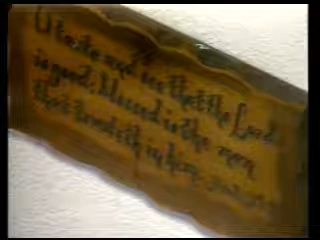 O taste and see that the Lord
is good: blessed is the man
that trusteth in him.